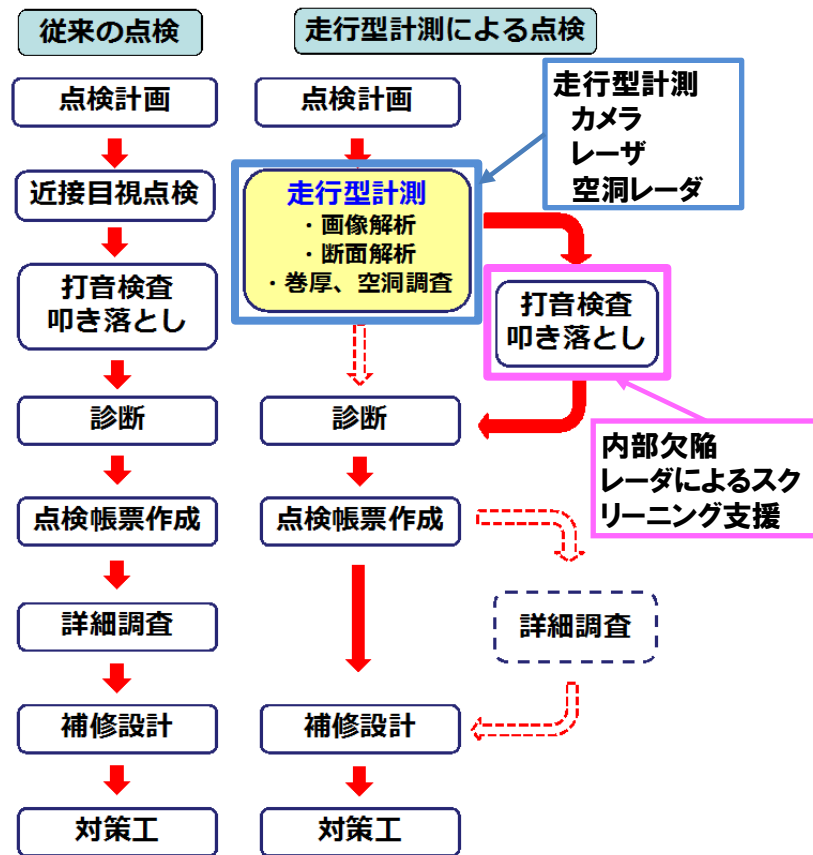 従来の点検
点検計画
近接目視点検
打音検査
叩き落とし
診断
点検帳票作成
詳細調査
補修設計
対策工
走行型計測による点検
点検計画
走行型計測
・画像解析
・断面解析
・巻厚、空洞調査
診断
点検帳票作成
補修設計
対策工
走行型計測
カメラ
レーザ
空洞レーダ
打音検査
叩き落とし
内部欠陥
レーダによるスク
リーニング支援
詳細調査